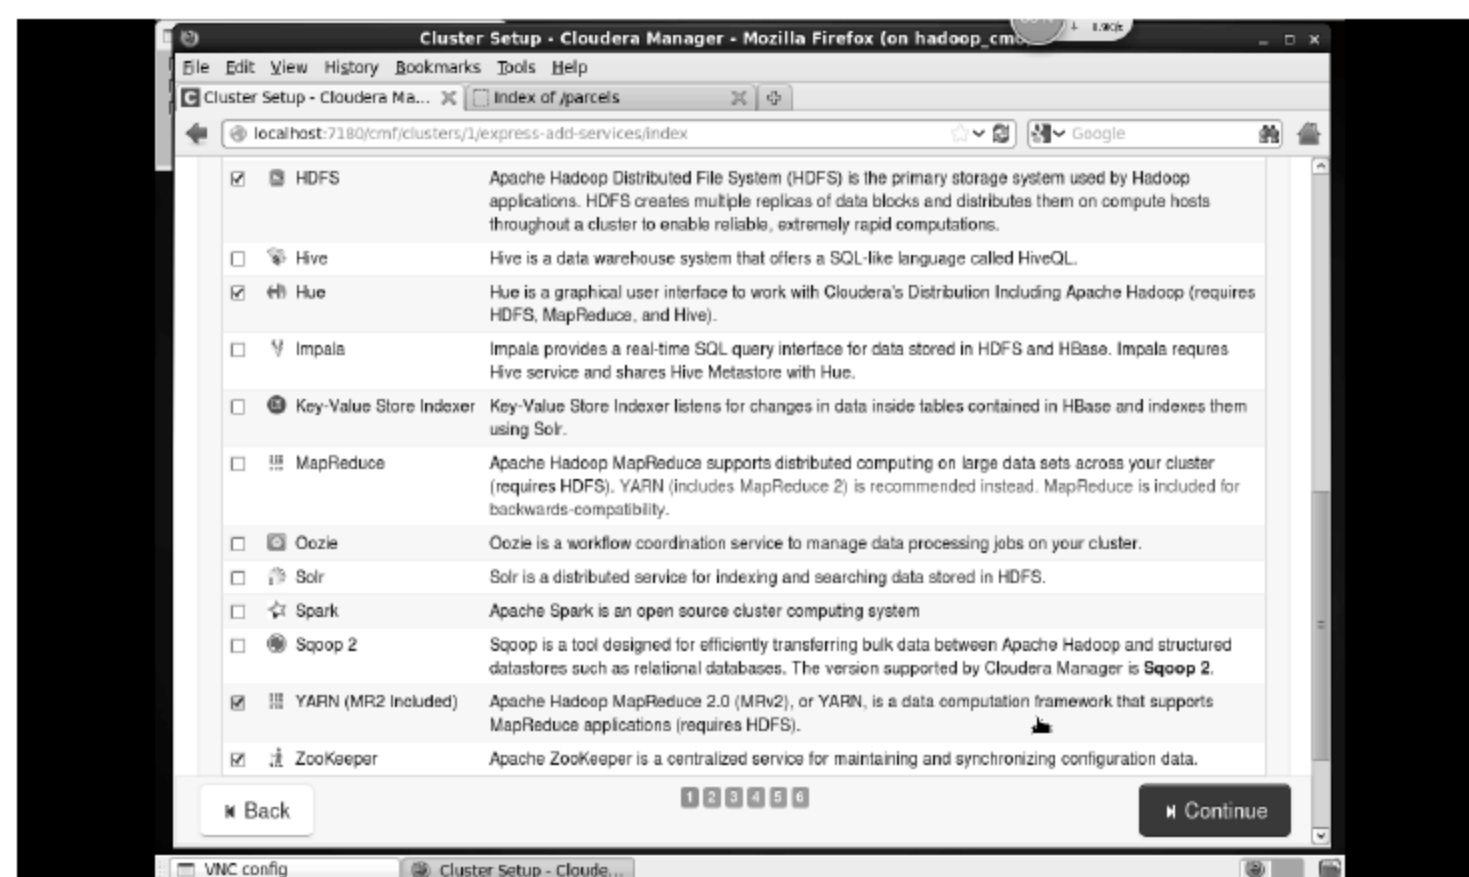 Cluster Setup - Cloudera Manager - Mozilla Firefox (on hadoop_cm
File Edit View History Bookmarks Tools Help
Cluster Setup - Cloudera Ma... Index of /parcels
localhost:7180/cmf/clusters/1/express-add-services/index Google
HDFS Apache Hadoop Distributed File System (HDFS) is the primary storage system used by Hadoop
applications. HDFS creates multiple replicas of data blocks and distributes them on compute hosts
throughout a cluster to enable reliable, extremely rapid computations.
Hive Hive is a data warehouse system that offers a SQL-like language called HiveQL.
Hue Hue is a graphical user interface to work with Cloudera's Distribution Including Apache Hadoop (requires
HDFS, MapReduce, and Hive).
Impala Impala provides a real-time SQL query interface for data stored in HDFS and HBase. Impala requres
Hive service and shares Hive Metastore with Hue.
Key-Value Store Indexer Key-Value Store Indexer listens for changes in data inside tables contained in HBase and indexes them
using Solr.
MapReduce Apache Hadoop MapReduce supports distributed computing on large data sets across your cluster
(requires HDFS). YARN (includes MapReduce 2) is recommended instead. MapReduce is included for
backwards-compatibility.
Oozie Oozie is a workflow coordination service to manage data processing jobs on your cluster.
Solr Solr is a distributed service for indexing and searching data stored in HDFS.
Spark Apache Spark is an open source cluster computing system
Sqoop 2 Sqoop is a tool designed for efficiently transferring bulk data between Apache Hadoop and structured
datastores such as relational databases. The version supported by Cloudera Manager is Sqoop 2.
YARN (MR2 Included) Apache Hadoop MapReduce 2.0 (MRv2), or YARN, is a data computation framework that supports
MapReduce applications (requires HDFS).
ZooKeeper Apache ZooKeeper is a centralized service for maintaining and synchronizing configuration data.
Back 1 2 3 4 5 6 Continue
VNC config Cluster Setup - Cloude...